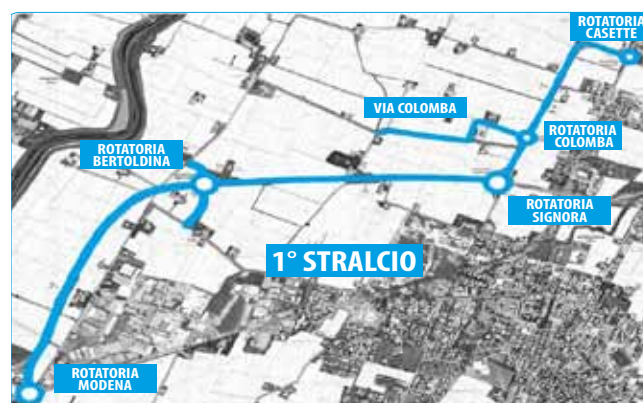 ROTATORIA
CASETTE
VIA COLOMBA
ROTATORIA
COLOMBA
ROTATORIA
BERTOLDINA
ROTATORIA
SIGNORA
1° STRALCIO
ROTATORIA
MODENA